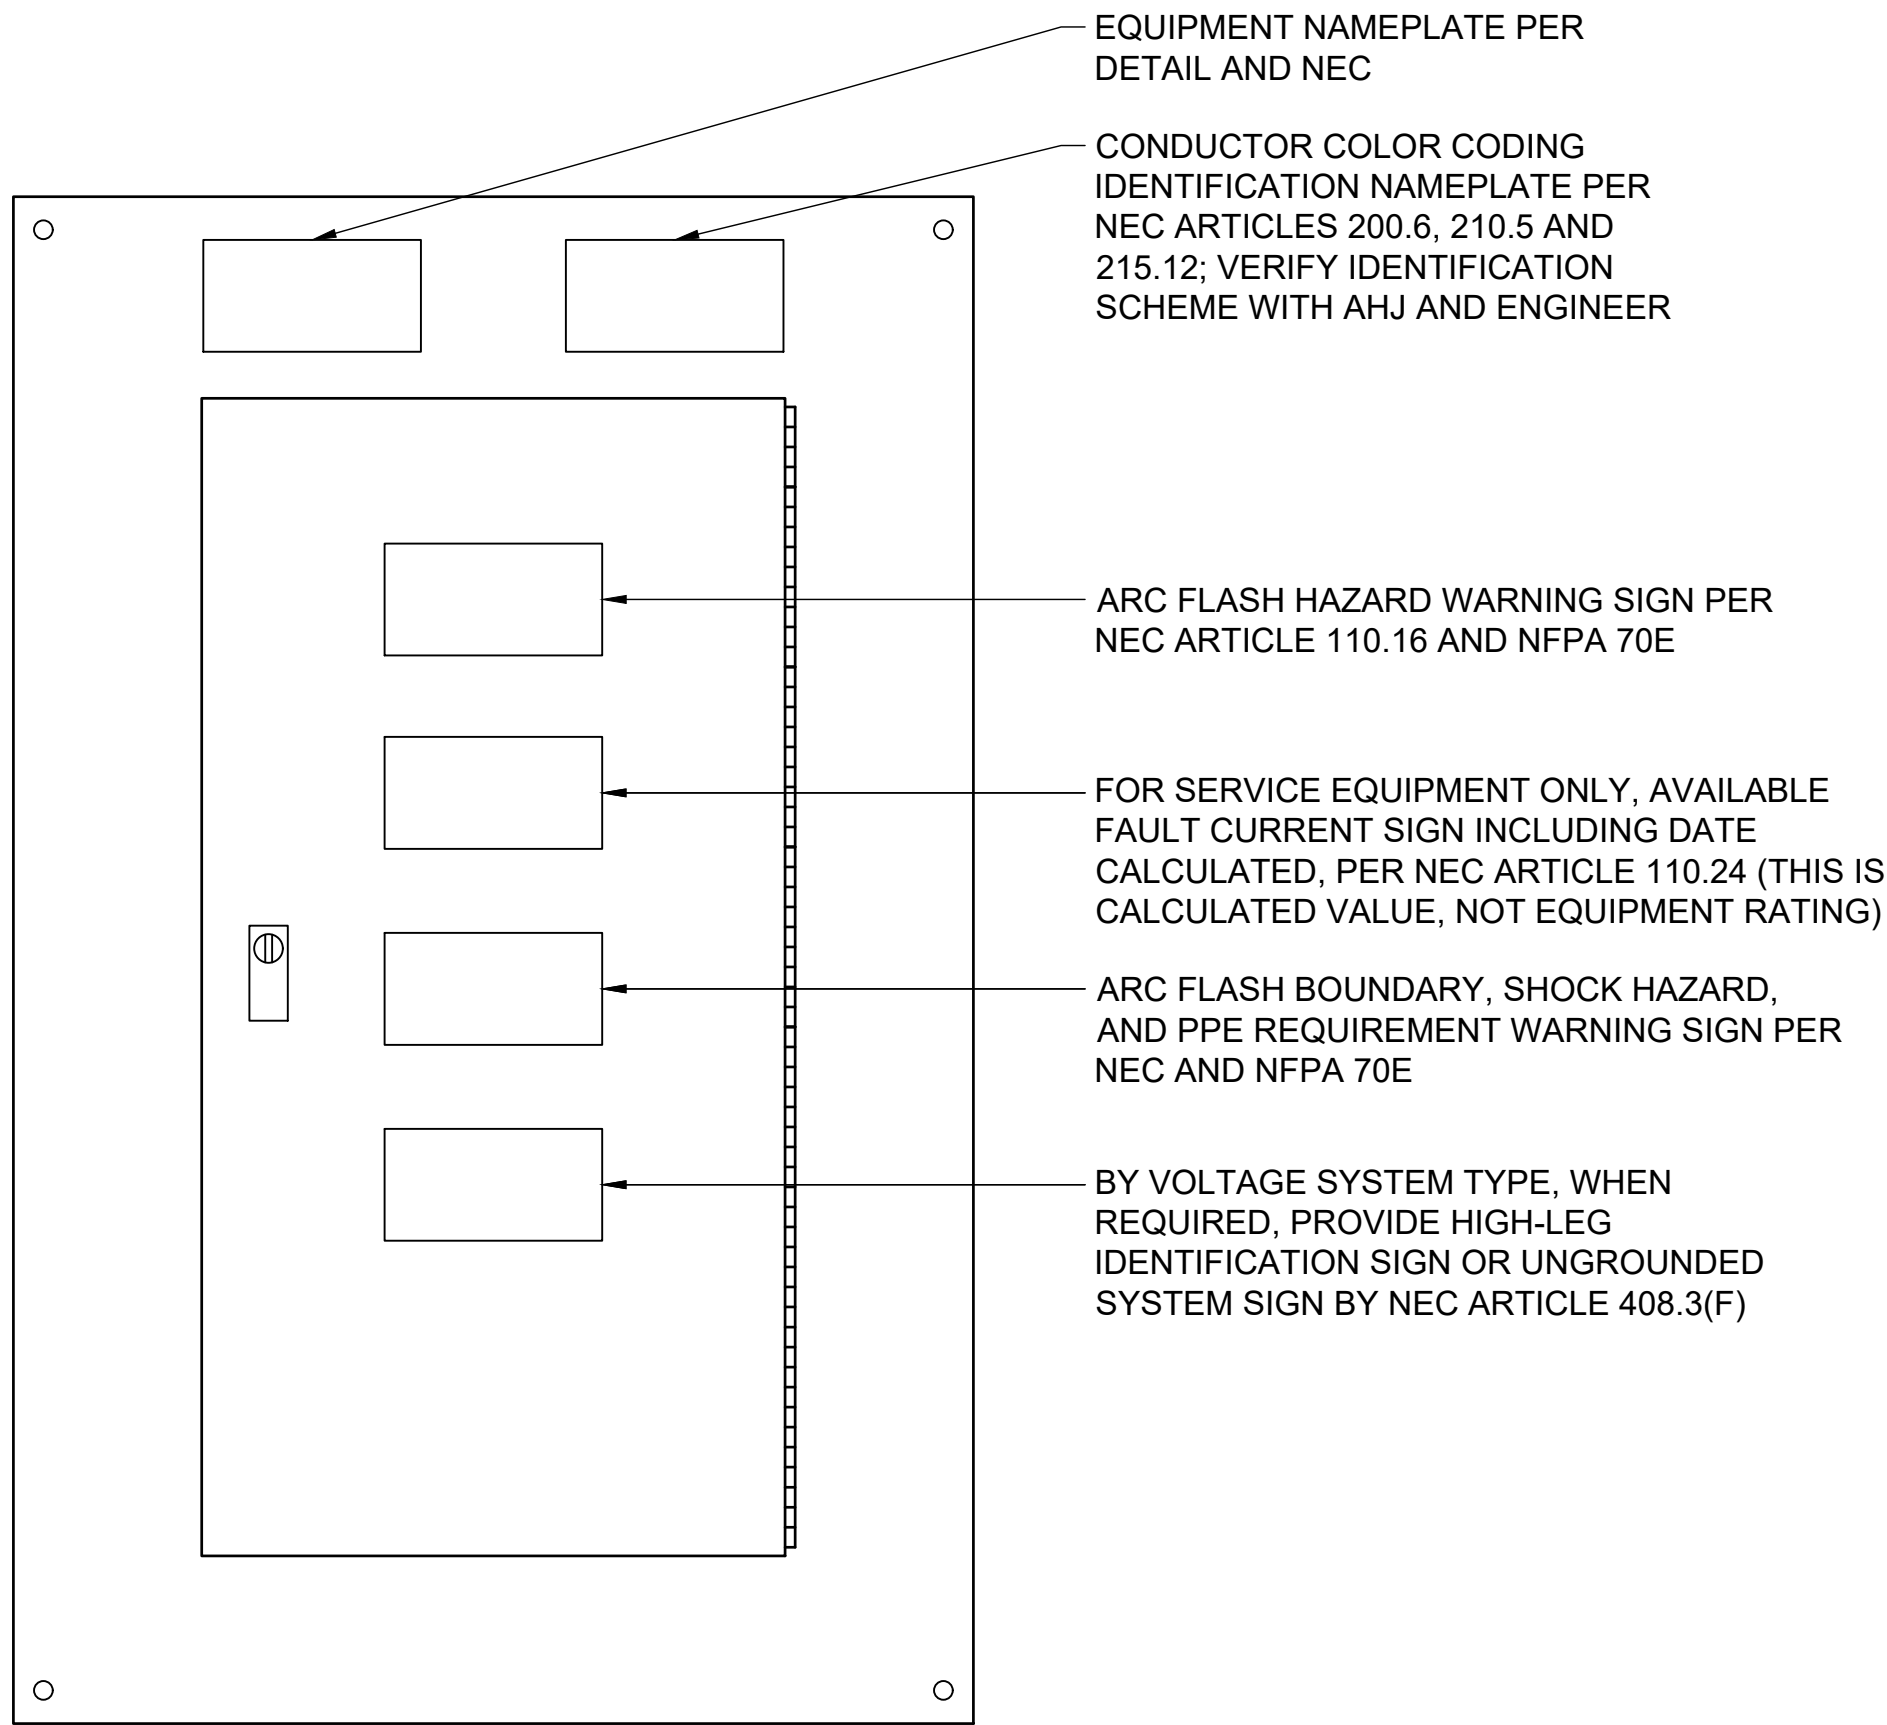 EQUIPMENT NAMEPLATE PER
DETAIL AND NEC
CONDUCTOR COLOR CODING
IDENTIFICATION NAMEPLATE PER
NEC ARTICLES 200.6, 210.5 AND
215.12; VERIFY IDENTIFICATION
SCHEME WITH AHJ AND ENGINEER
ARC FLASH HAZARD WARNING SIGN PER
NEC ARTICLE 110.16 AND NFPA 70E
FOR SERVICE EQUIPMENT ONLY, AVAILABLE
FAULT CURRENT SIGN INCLUDING DATE
CALCULATED, PER NEC ARTICLE 110.24 (THIS IS
CALCULATED VALUE, NOT EQUIPMENT RATING)
ARC FLASH BOUNDARY, SHOCK HAZARD,
AND PPE REQUIREMENT WARNING SIGN PER
NEC AND NFPA 70E
BY VOLTAGE SYSTEM TYPE, WHEN
REQUIRED, PROVIDE HIGH-LEG
IDENTIFICATION SIGN OR UNGROUNDED
SYSTEM SIGN BY NEC ARTICLE 408.3(F)